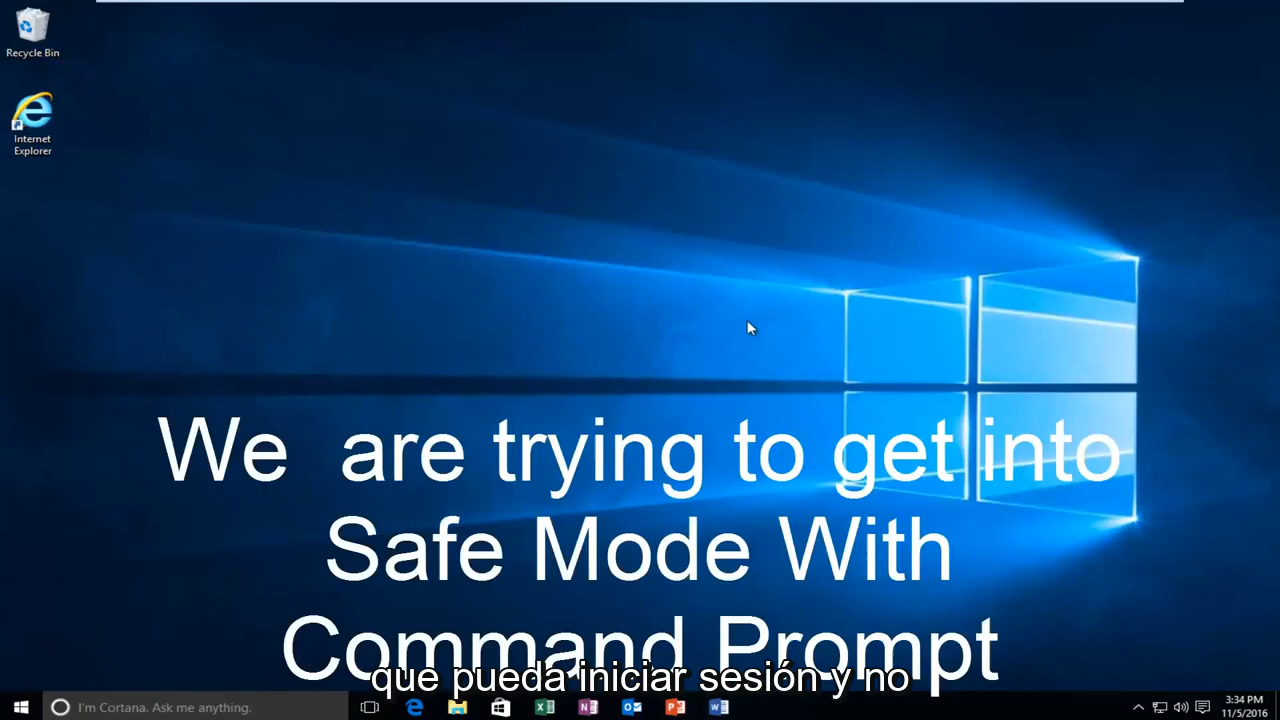 Recycle Bin
Internet
Explorer
We are trying to get into
Safe Mode With
Command Prompt
que pueda iniciar sesión y no
I'm Cortana. Ask me anything.
3:34 PM
11/5/2016